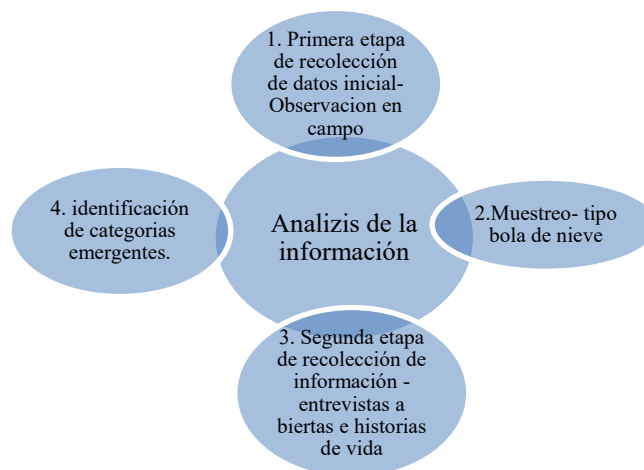 1. Primera etapa
de recolección
de datos inicial-
Observacion en
campo
Analizis de la
información
2.Muestreo- tipo
bola de nieve
3. Segunda etapa
de recolección de
información -
entrevistas a
biertas e historias
de vida
4. identificación
de categorias
emergentes.